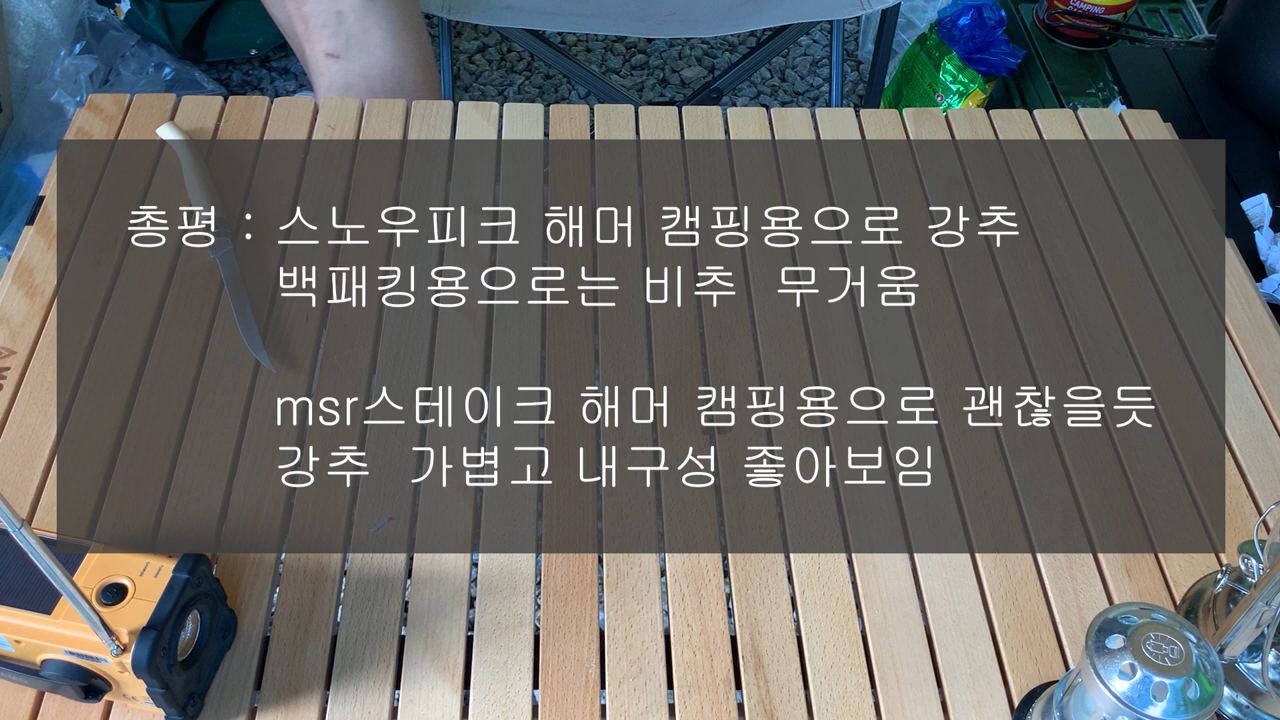 CAMPING
총평 : 스노우피크 해머 캠핑용으로 강추
백패킹용으로는 비추 무거움
msr스테이크 해머 캠핑용으로 괜찮을듯
강추 가볍고 내구성 좋아보임